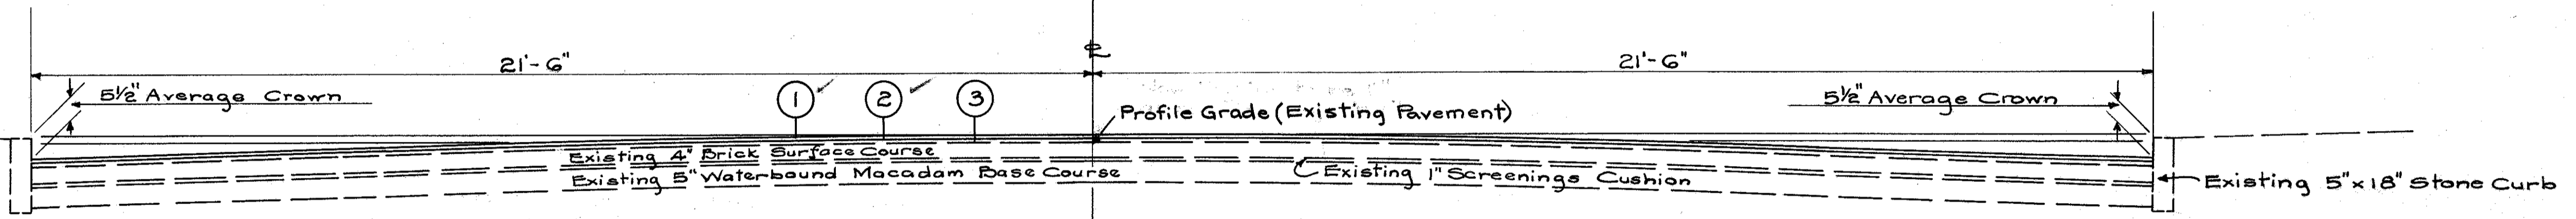 ℄
21'-6"
21'-6"
5½" Average Crown
1
2
3
5½" Average Crown
Profile Grade (Existing Pavement)
Existing 4" Brick Surface Course
Existing 5" Waterbound Macadam Base Course
Existing 1" Screenings Cushion
Existing 5"x18" Stone Curb